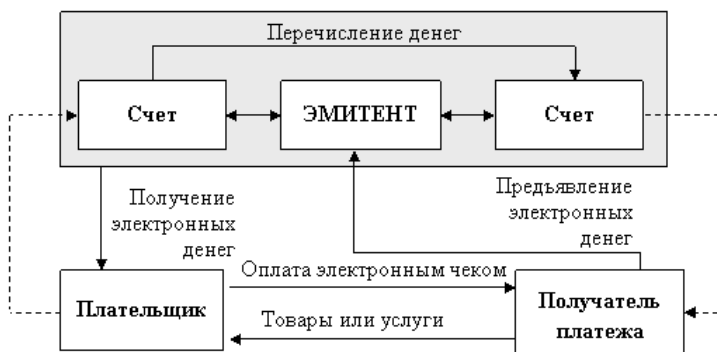 Перечисление денег
Счет
ЭМИТЕНТ
Счет
Получение
электронных
денег
Предъявление
электронных
денег
Оплата электронным чеком
Плательщик
Товары или услуги
Получатель
платежа